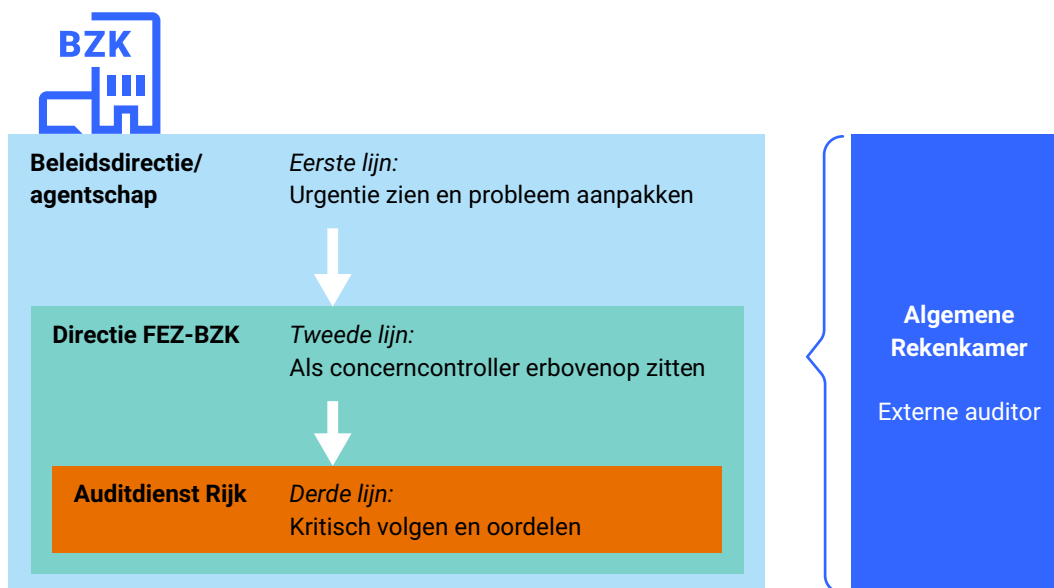 BZK
Beleidsdirectie/
agentschap
Eerste lijn:
Urgentie zien en probleem aanpakken
Directie FEZ-BZK
Tweede lijn:
Als concerncontroller erbovenop zitten
Auditdienst Rijk
Derde lijn:
Kritisch volgen en oordelen
Algemene
Rekenkamer
Externe auditor